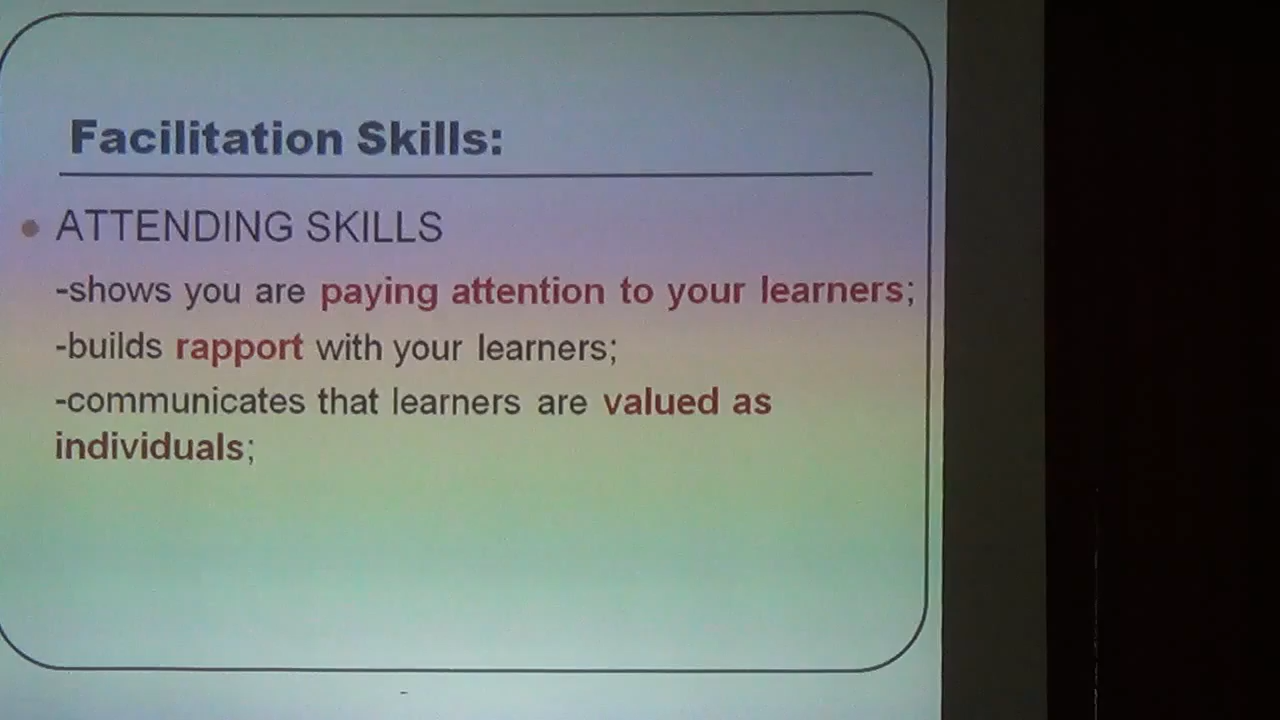 Facilitation Skills:
ATTENDING SKILLS
-shows you are paying attention to your learners;
-builds rapport with your learners;
-communicates that learners are valued as
individuals;